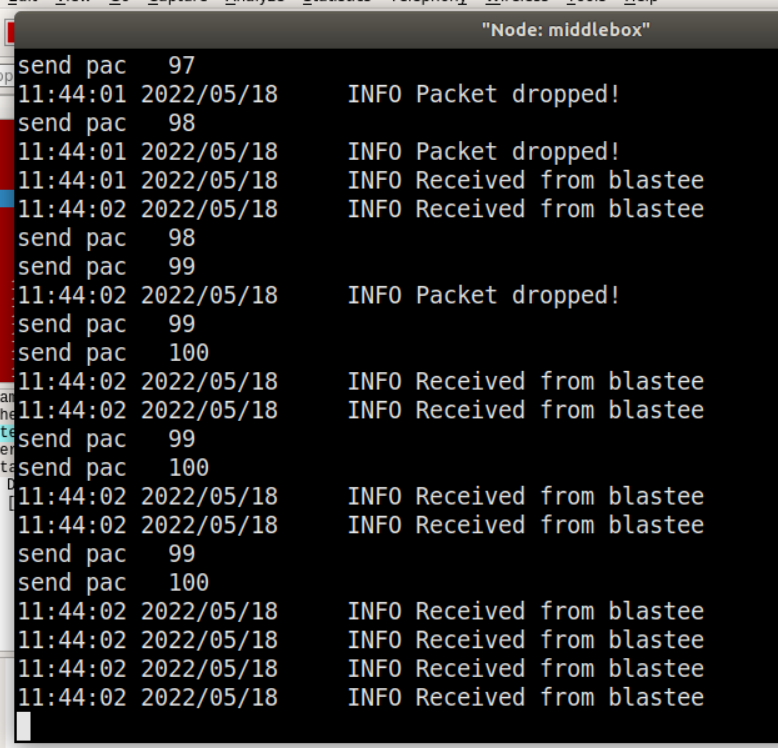 "Node: middlebox"
send pac   97
11:44:01 2022/05/18     INFO Packet dropped!
send pac   98
11:44:01 2022/05/18     INFO Packet dropped!
11:44:01 2022/05/18     INFO Received from blastee
11:44:02 2022/05/18     INFO Received from blastee
send pac   98
send pac   99
11:44:02 2022/05/18     INFO Packet dropped!
send pac   99
send pac   100
11:44:02 2022/05/18     INFO Received from blastee
11:44:02 2022/05/18     INFO Received from blastee
send pac   99
send pac   100
11:44:02 2022/05/18     INFO Received from blastee
11:44:02 2022/05/18     INFO Received from blastee
send pac   99
send pac   100
11:44:02 2022/05/18     INFO Received from blastee
11:44:02 2022/05/18     INFO Received from blastee
11:44:02 2022/05/18     INFO Received from blastee
11:44:02 2022/05/18     INFO Received from blastee